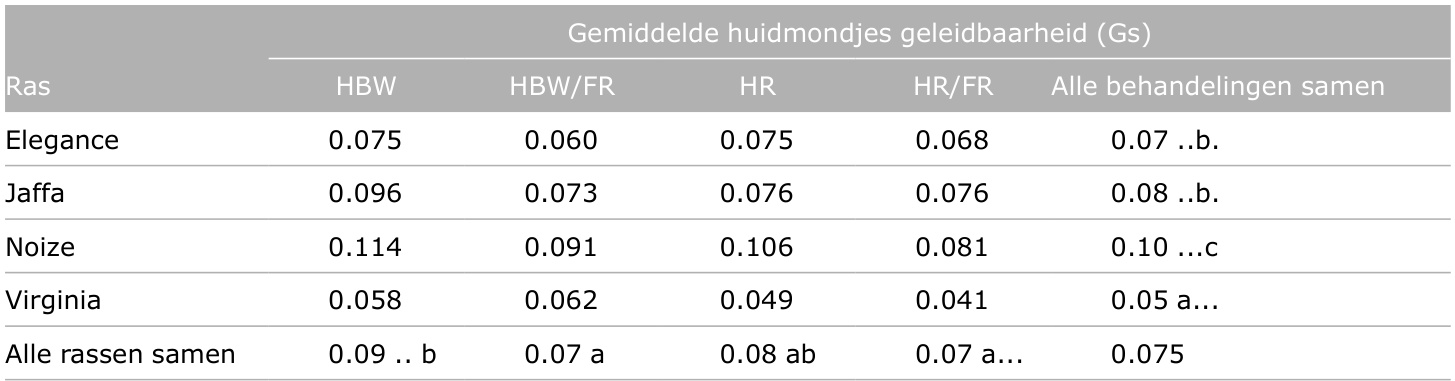 Gemiddelde huidmondjes geleidbaarheid (Gs)
Ras HBW HBW/FR HR HR/FR Alle behandelingen samen
Elegance 0.075 0.060 0.075 0.068 0.07 ..b.
Jaffa 0.096 0.073 0.076 0.076 0.08 ..b.
Noize 0.114 0.091 0.106 0.081 0.10 ...c
Virginia 0.058 0.062 0.049 0.041 0.05 a...
Alle rassen samen 0.09 .. b 0.07 a 0.08 ab 0.07 a... 0.075